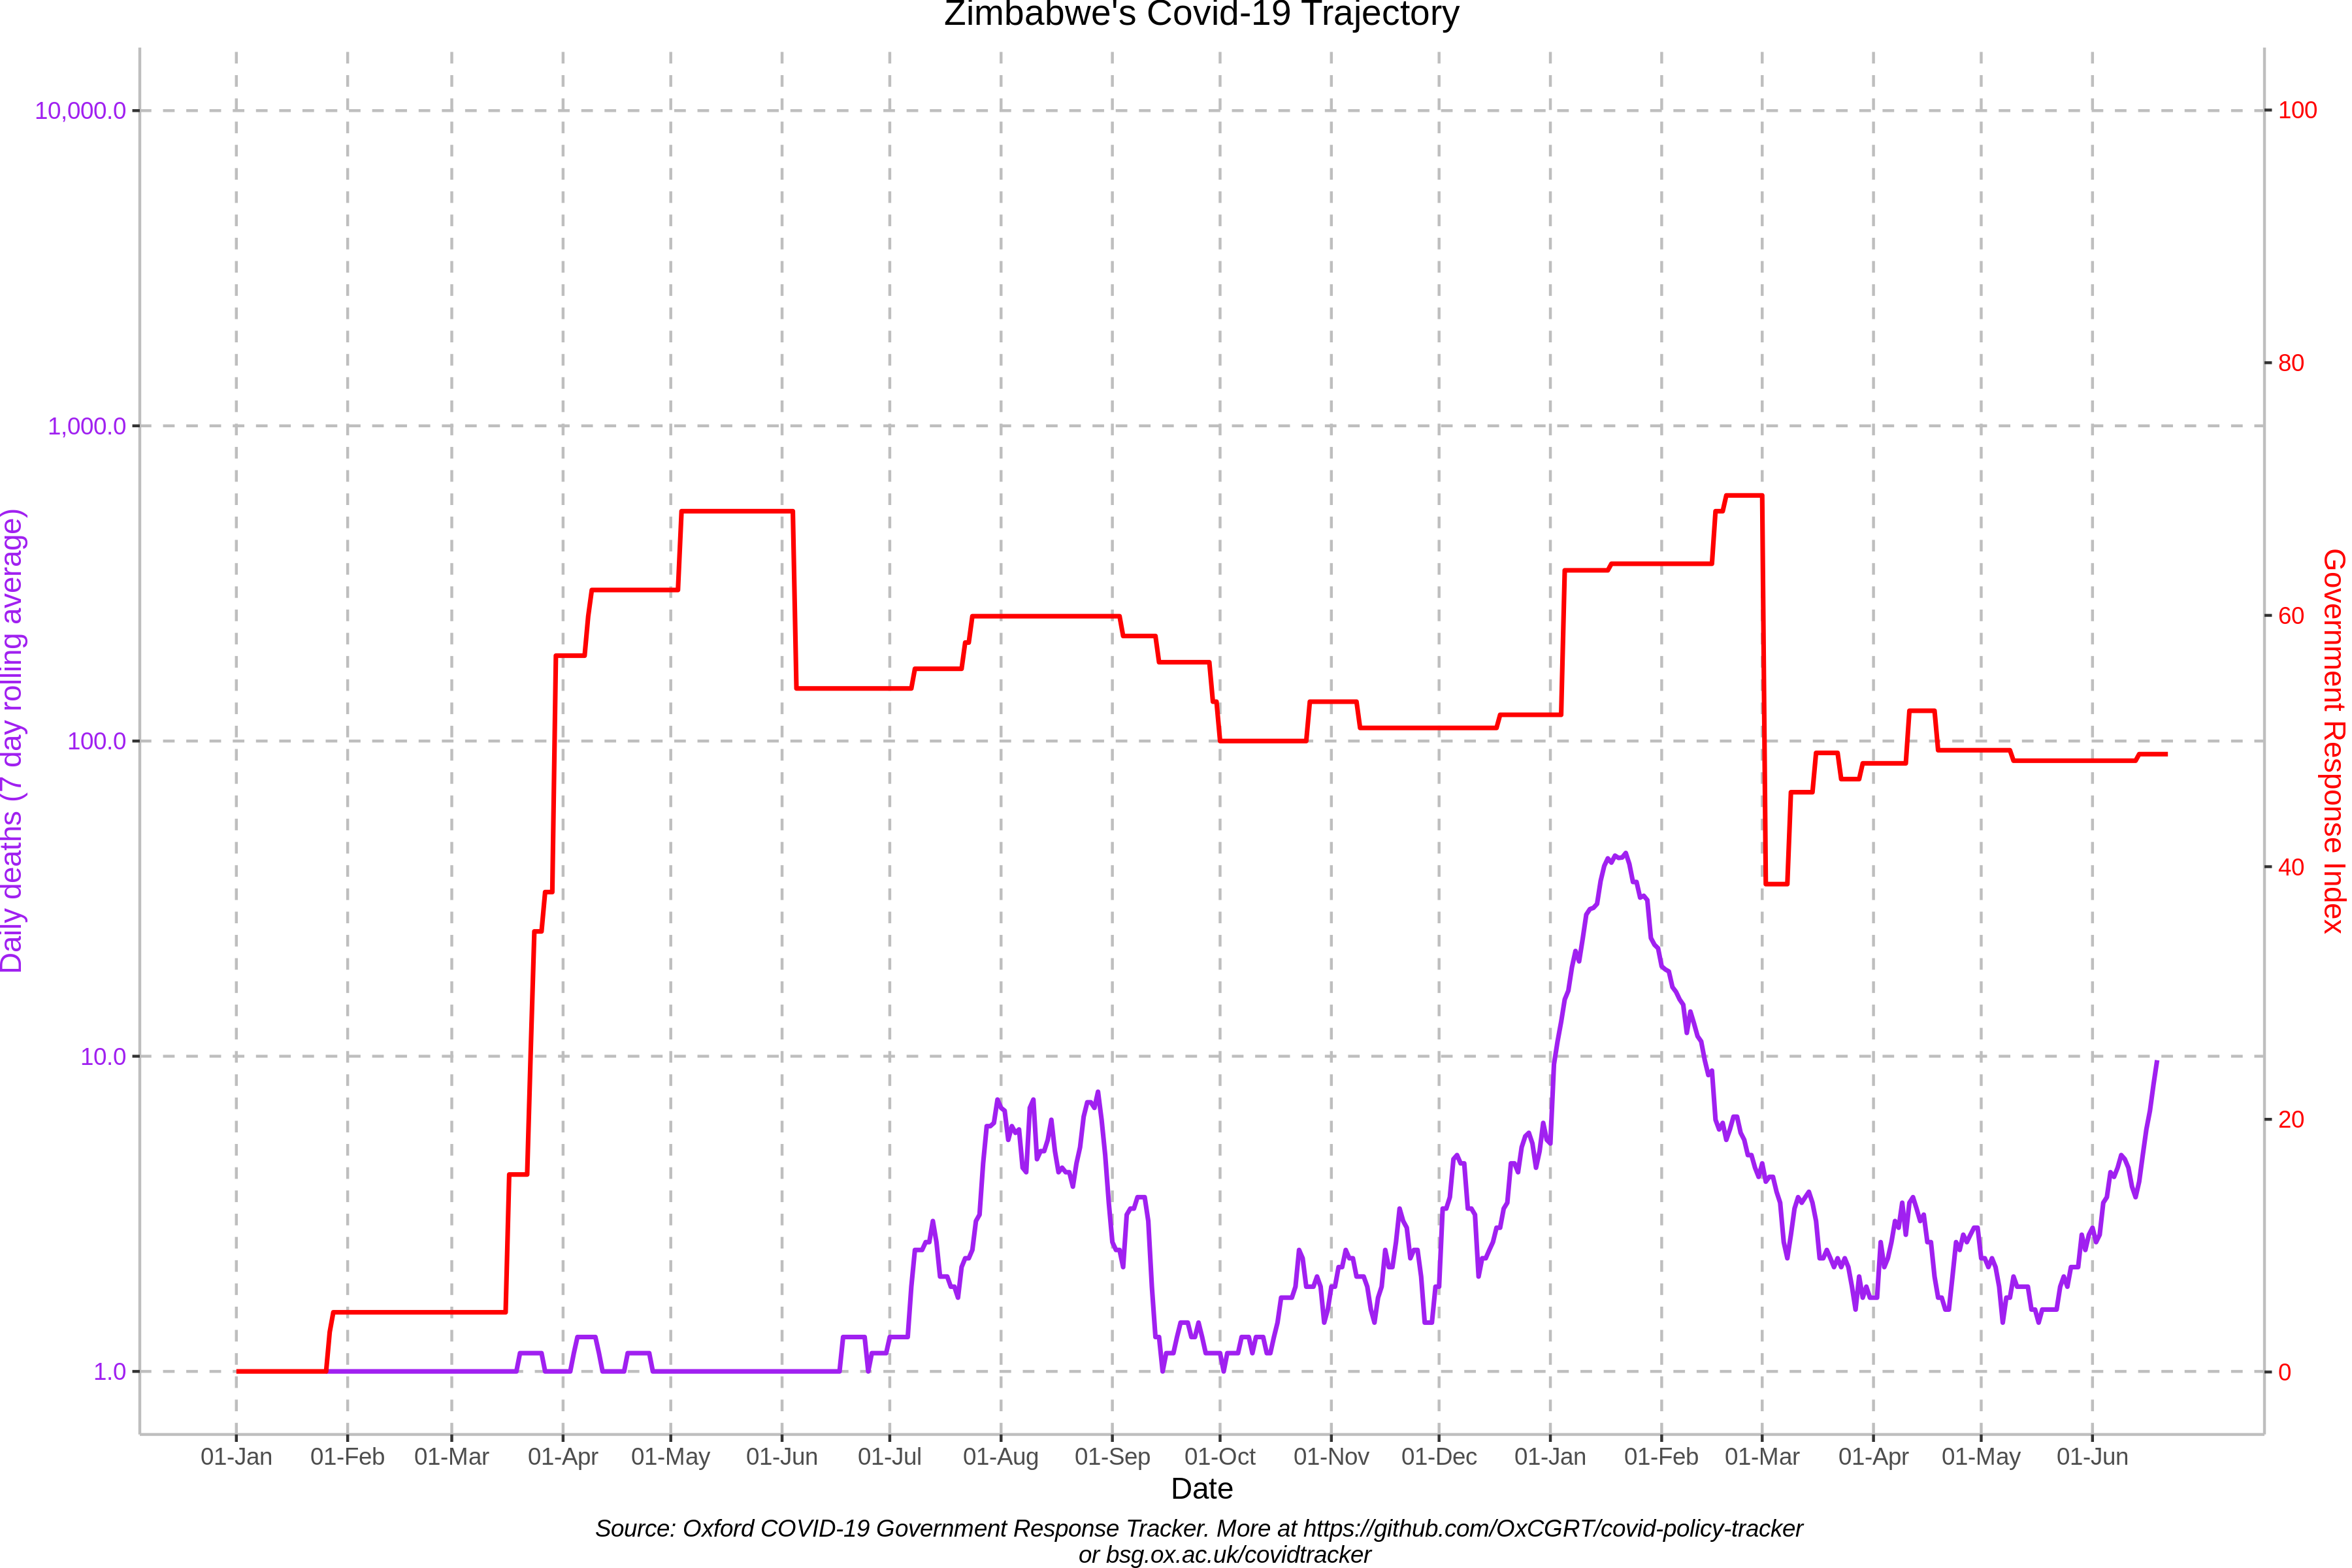 Zimbabwe's Covid-19 Trajectory
10,000.0
1,000.0
100.0
10.0
1.0
Daily deaths (7 day rolling average)
100
80
60
40
20
0
Government Response Index
01-Jan 01-Feb 01-Mar 01-Apr 01-May 01-Jun 01-Jul 01-Aug 01-Sep 01-Oct 01-Nov 01-Dec 01-Jan 01-Feb 01-Mar 01-Apr 01-May 01-Jun
Date
Source: Oxford COVID-19 Government Response Tracker. More at https://github.com/OxCGRT/covid-policy-tracker
or bsg.ox.ac.uk/covidtracker